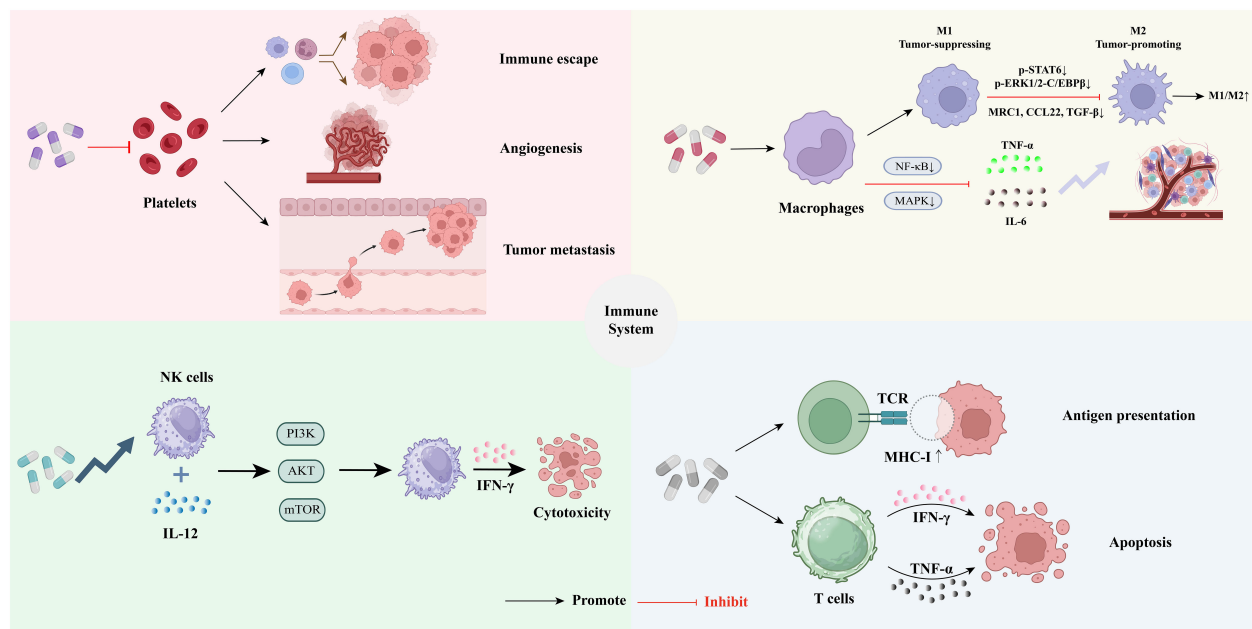 Immune escape
Angiogenesis
Platelets
Tumor metastasis
M1
Tumor-suppressing
M2
Tumor-promoting
p-STAT6↓
p-ERK1/2-C/EBPβ↓
MRC1, CCL22, TGF-β↓
M1/M2↑
Macrophages
NF-κB↓
MAPK↓
TNF-α
IL-6
Immune
System
NK cells
IL-12
PI3K
AKT
mTOR
IFN-γ
Cytotoxicity
TCR
MHC-I ↑
Antigen presentation
T cells
IFN-γ
TNF-α
Apoptosis
Promote
Inhibit